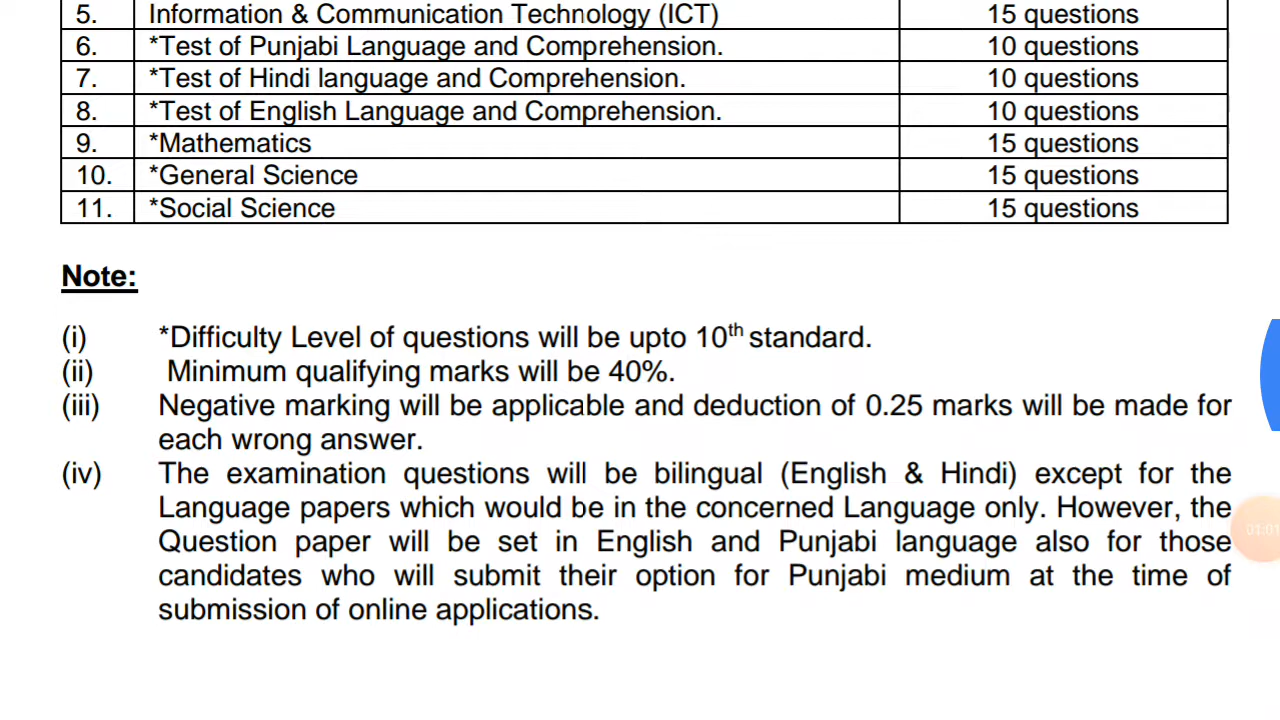 5. Information & Communication Technology (ICT) 15 questions
6. *Test of Punjabi Language and Comprehension. 10 questions
7. *Test of Hindi language and Comprehension. 10 questions
8. *Test of English Language and Comprehension. 10 questions
9. *Mathematics 15 questions
10. *General Science 15 questions
11. *Social Science 15 questions
Note:
(i) *Difficulty Level of questions will be upto 10th standard.
(ii) Minimum qualifying marks will be 40%.
(iii) Negative marking will be applicable and deduction of 0.25 marks will be made for
each wrong answer.
(iv) The examination questions will be bilingual (English & Hindi) except for the
Language papers which would be in the concerned Language only. However, the
Question paper will be set in English and Punjabi language also for those
candidates who will submit their option for Punjabi medium at the time of
submission of online applications.
01:01